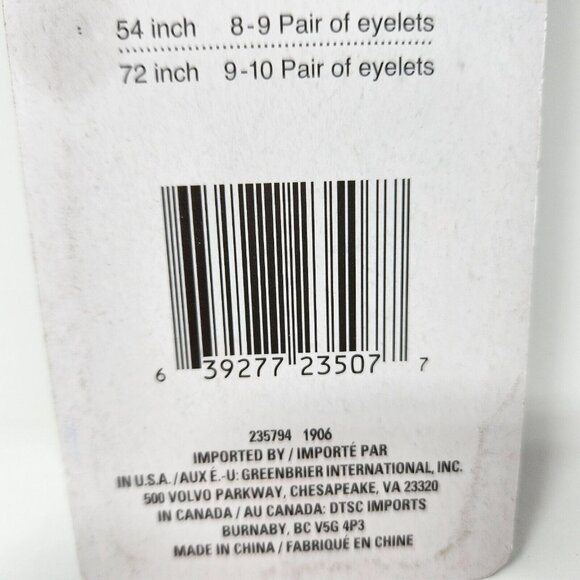 54 inch 8-9 Pair of eyelets
72 inch 9-10 Pair of eyelets
6 39277 23507 7
235794 1906
IMPORTED BY / IMPORTÉ PAR
IN U.S.A. / AUX É.-U: GREENBRIER INTERNATIONAL, INC.
500 VOLVO PARKWAY, CHESAPEAKE, VA 23320
IN CANADA / AU CANADA: DTSC IMPORTS
BURNABY, BC V5G 4P3
MADE IN CHINA / FABRIQUÉ EN CHINE